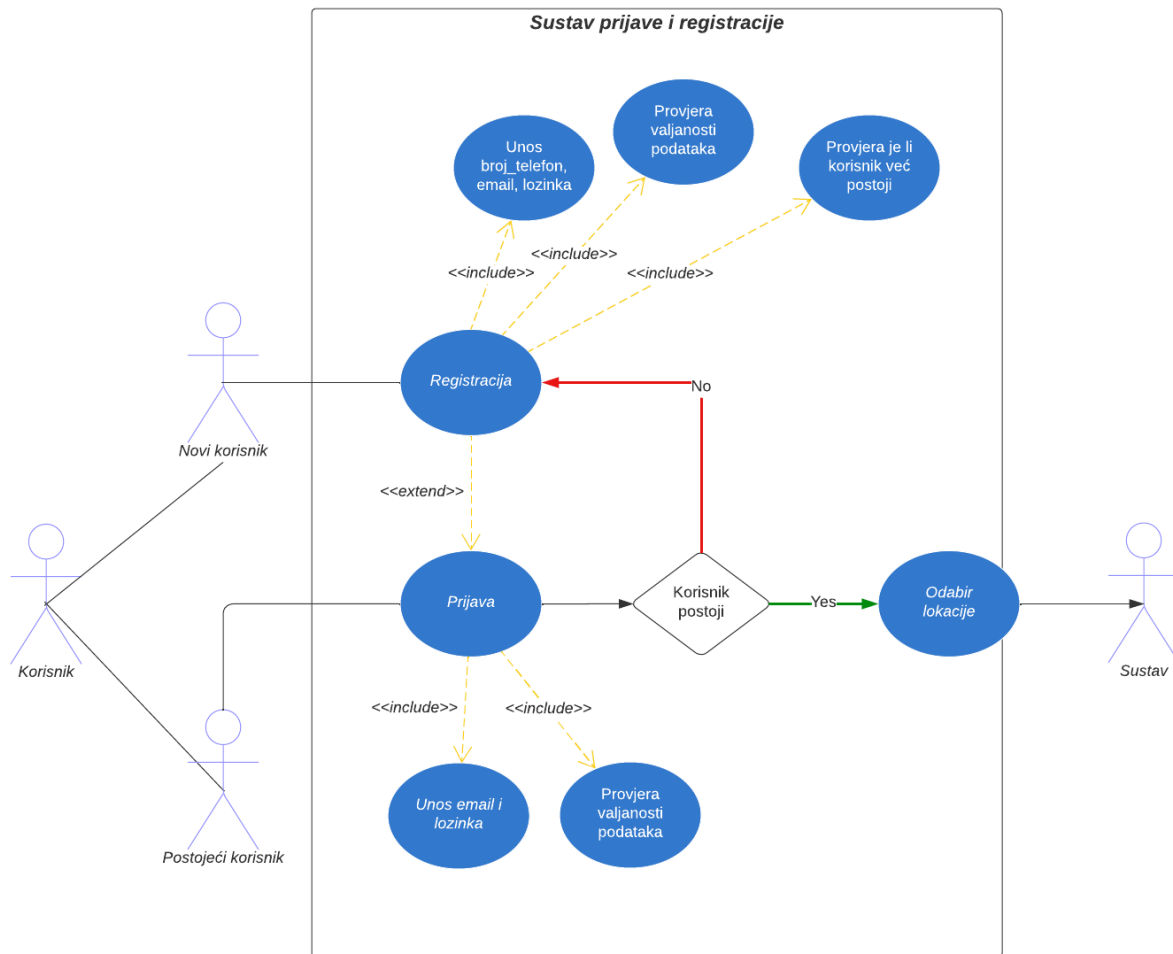 Sustav prijave i registracije
Provjera
valjanosti
podataka
Unos
broj_telefon,
email, lozinka
Provjera je li
korisnik već
postoji
<<include>>
<<include>>
<<include>>
Registracija
No
Novi korisnik
<<extend>>
Korisnik
Prijava
Korisnik
postoji
Yes
Odabir
lokacije
Sustav
<<include>>
<<include>>
Unos email i
lozinka
Provjera
valjanosti
podataka
Postojeći korisnik